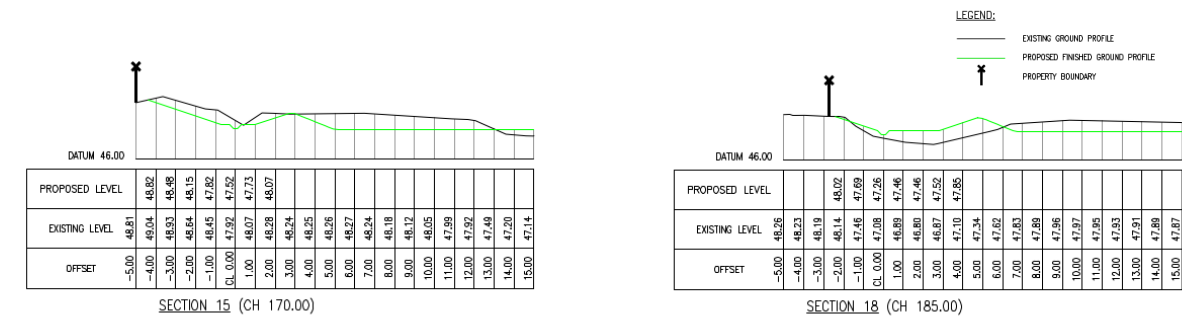 LEGEND:
EXISTING GROUND PROFILE
PROPOSED FINISHED GROUND PROFILE
PROPERTY BOUNDARY
DATUM 46.00
PROPOSED LEVEL 48.82 48.48 48.15 47.82 47.52 47.73 48.07
EXISTING LEVEL 48.81 49.04 48.93 48.64 48.45 47.92 48.07 48.28 48.24 48.25 48.26 48.27 48.24 48.18 48.12 48.05 47.99 47.92 47.49 47.20 47.14
OFFSET -5.00 -4.00 -3.00 -2.00 -1.00 CL 0.00 1.00 2.00 3.00 4.00 5.00 6.00 7.00 8.00 9.00 10.00 11.00 12.00 13.00 14.00 15.00
SECTION 15 (CH 170.00)
DATUM 46.00
PROPOSED LEVEL 48.02 47.69 47.26 47.46 47.46 47.52 47.85
EXISTING LEVEL 48.26 48.23 48.19 48.14 47.46 47.08 46.89 46.80 46.87 47.10 47.34 47.62 47.83 47.89 47.96 47.97 47.95 47.93 47.91 47.89 47.87
OFFSET -5.00 -4.00 -3.00 -2.00 -1.00 CL 0.00 1.00 2.00 3.00 4.00 5.00 6.00 7.00 8.00 9.00 10.00 11.00 12.00 13.00 14.00 15.00
SECTION 18 (CH 185.00)